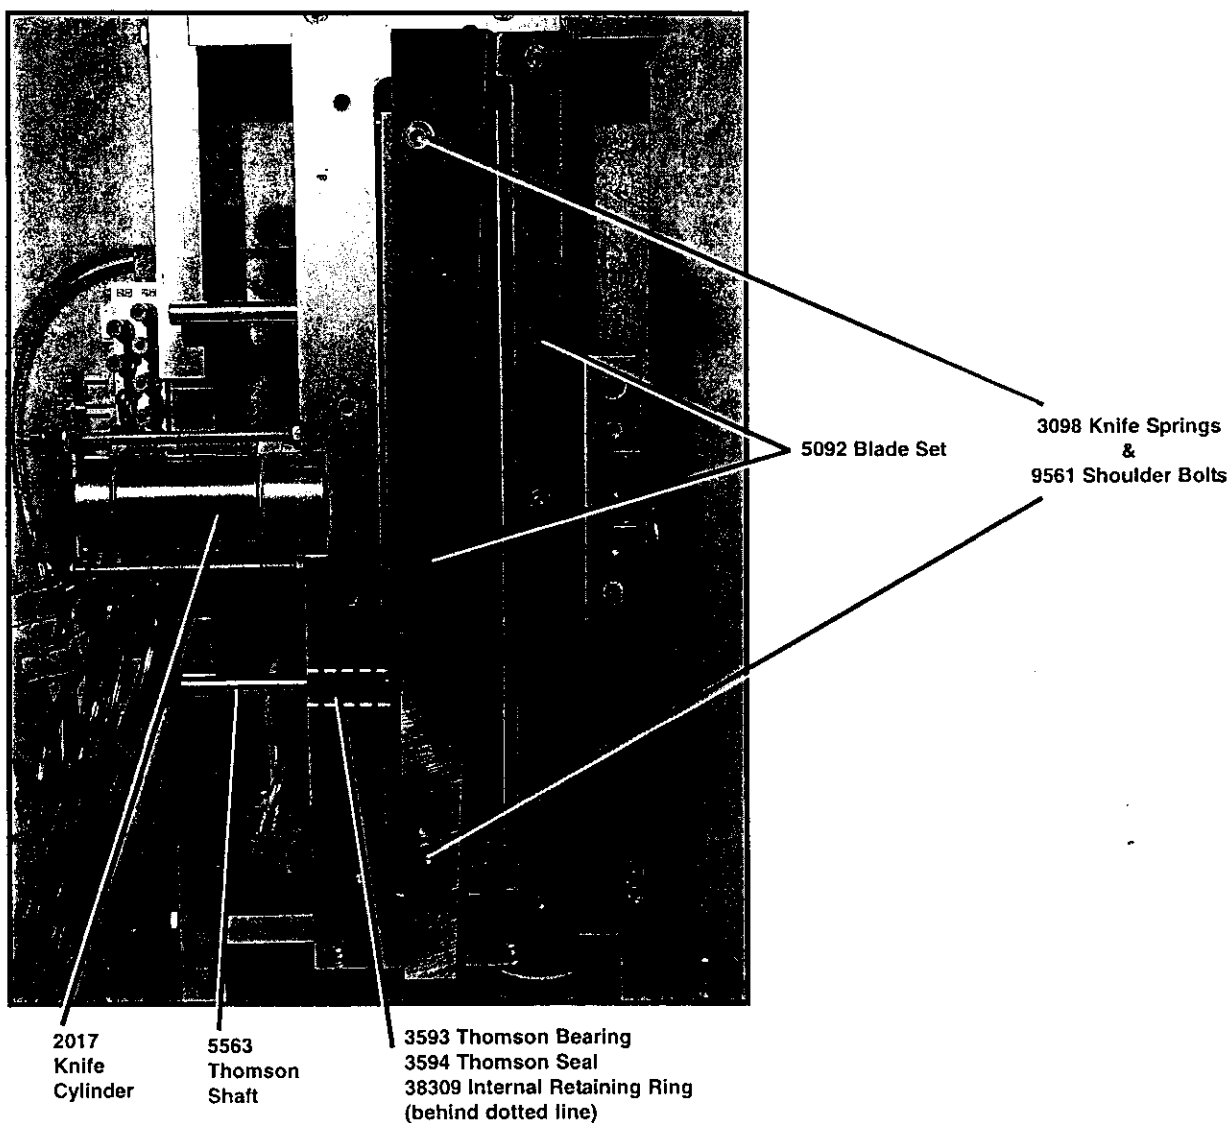 5092 Blade Set
3098 Knife Springs
&
9561 Shoulder Bolts
2017
Knife
Cylinder
5563
Thomson
Shaft
3593 Thomson Bearing
3594 Thomson Seal
38309 Internal Retaining Ring
(behind dotted line)